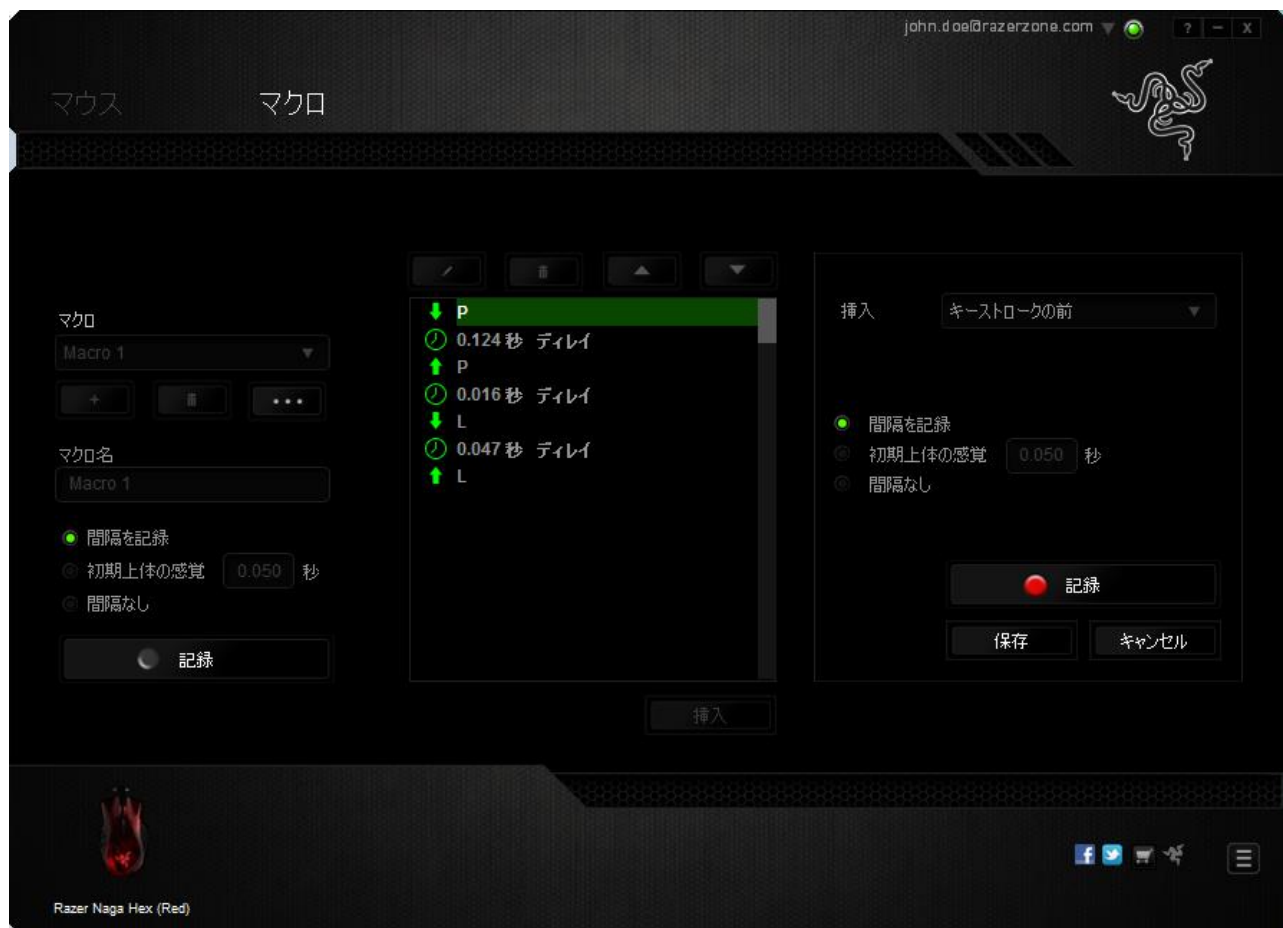 john.doe@razerzone.com
? − X
マウス
マクロ
マクロ
Macro 1
マクロ名
Macro 1
間隔を記録
初期上体の感覚 0.050 秒
間隔なし
記録
P
0.124 秒 ディレイ
P
0.016 秒 ディレイ
L
0.047 秒 ディレイ
L
挿入
挿入 キーストロークの前
間隔を記録
初期上体の感覚 0.050 秒
間隔なし
記録
保存 キャンセル
Razer Naga Hex (Red)